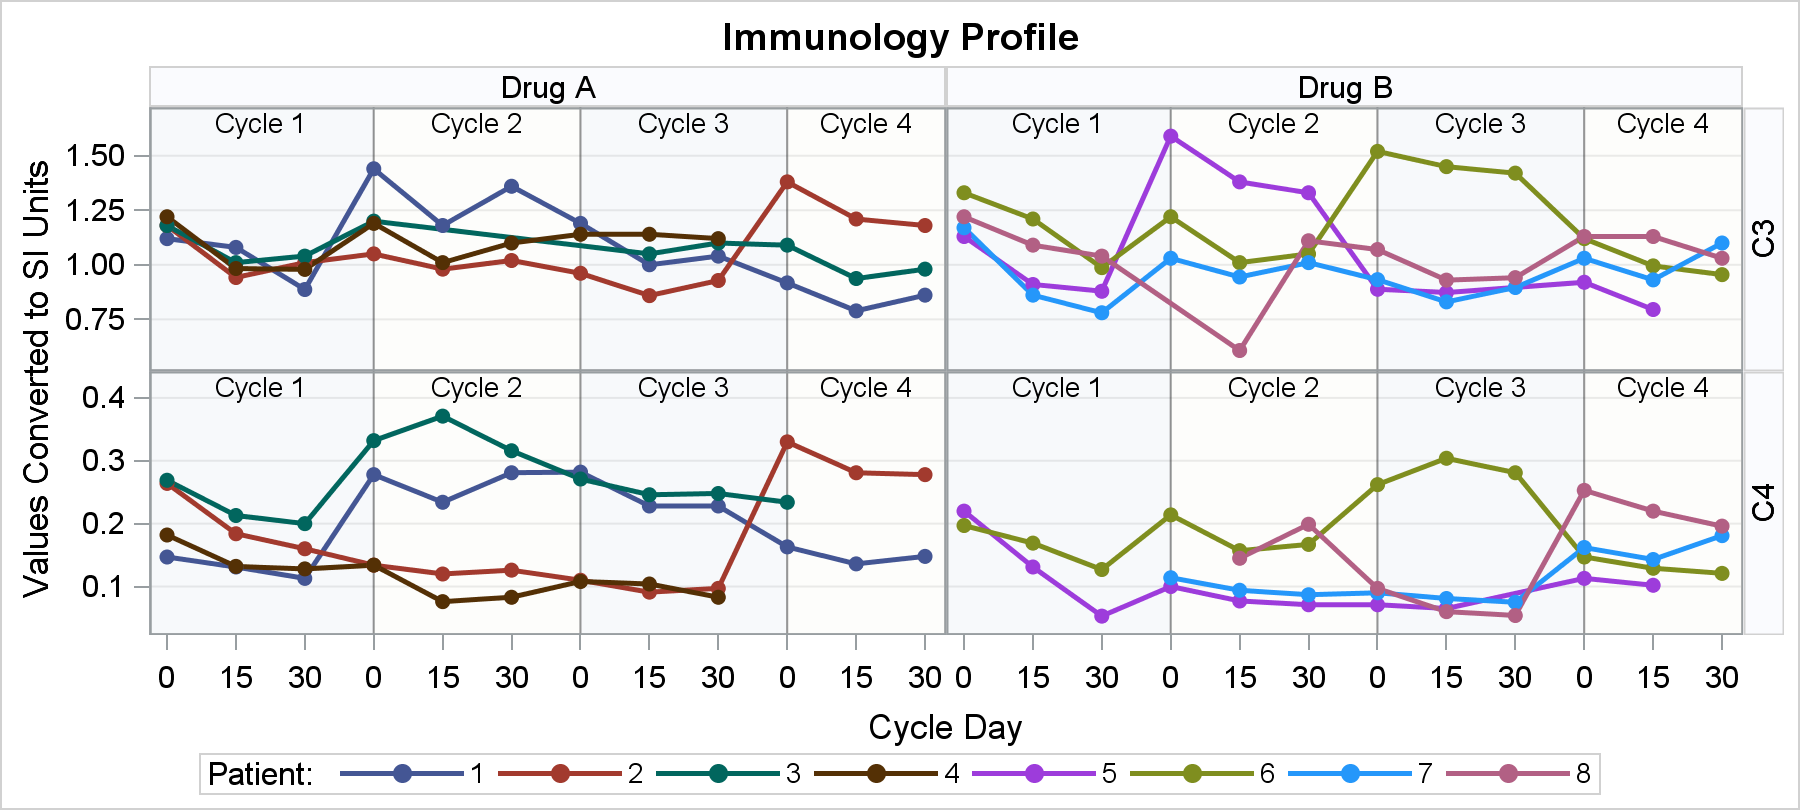 Immunology Profile
Drug A Drug B
Cycle 1 Cycle 2 Cycle 3 Cycle 4 Cycle 1 Cycle 2 Cycle 3 Cycle 4
1.50
1.25
1.00
0.75
C3
Values Converted to SI Units
Cycle 1 Cycle 2 Cycle 3 Cycle 4 Cycle 1 Cycle 2 Cycle 3 Cycle 4
0.4
0.3
0.2
0.1
C4
0 15 30 0 15 30 0 15 30 0 15 30 0 15 30 0 15 30 0 15 30 0 15 30
Cycle Day
Patient: 1 2 3 4 5 6 7 8